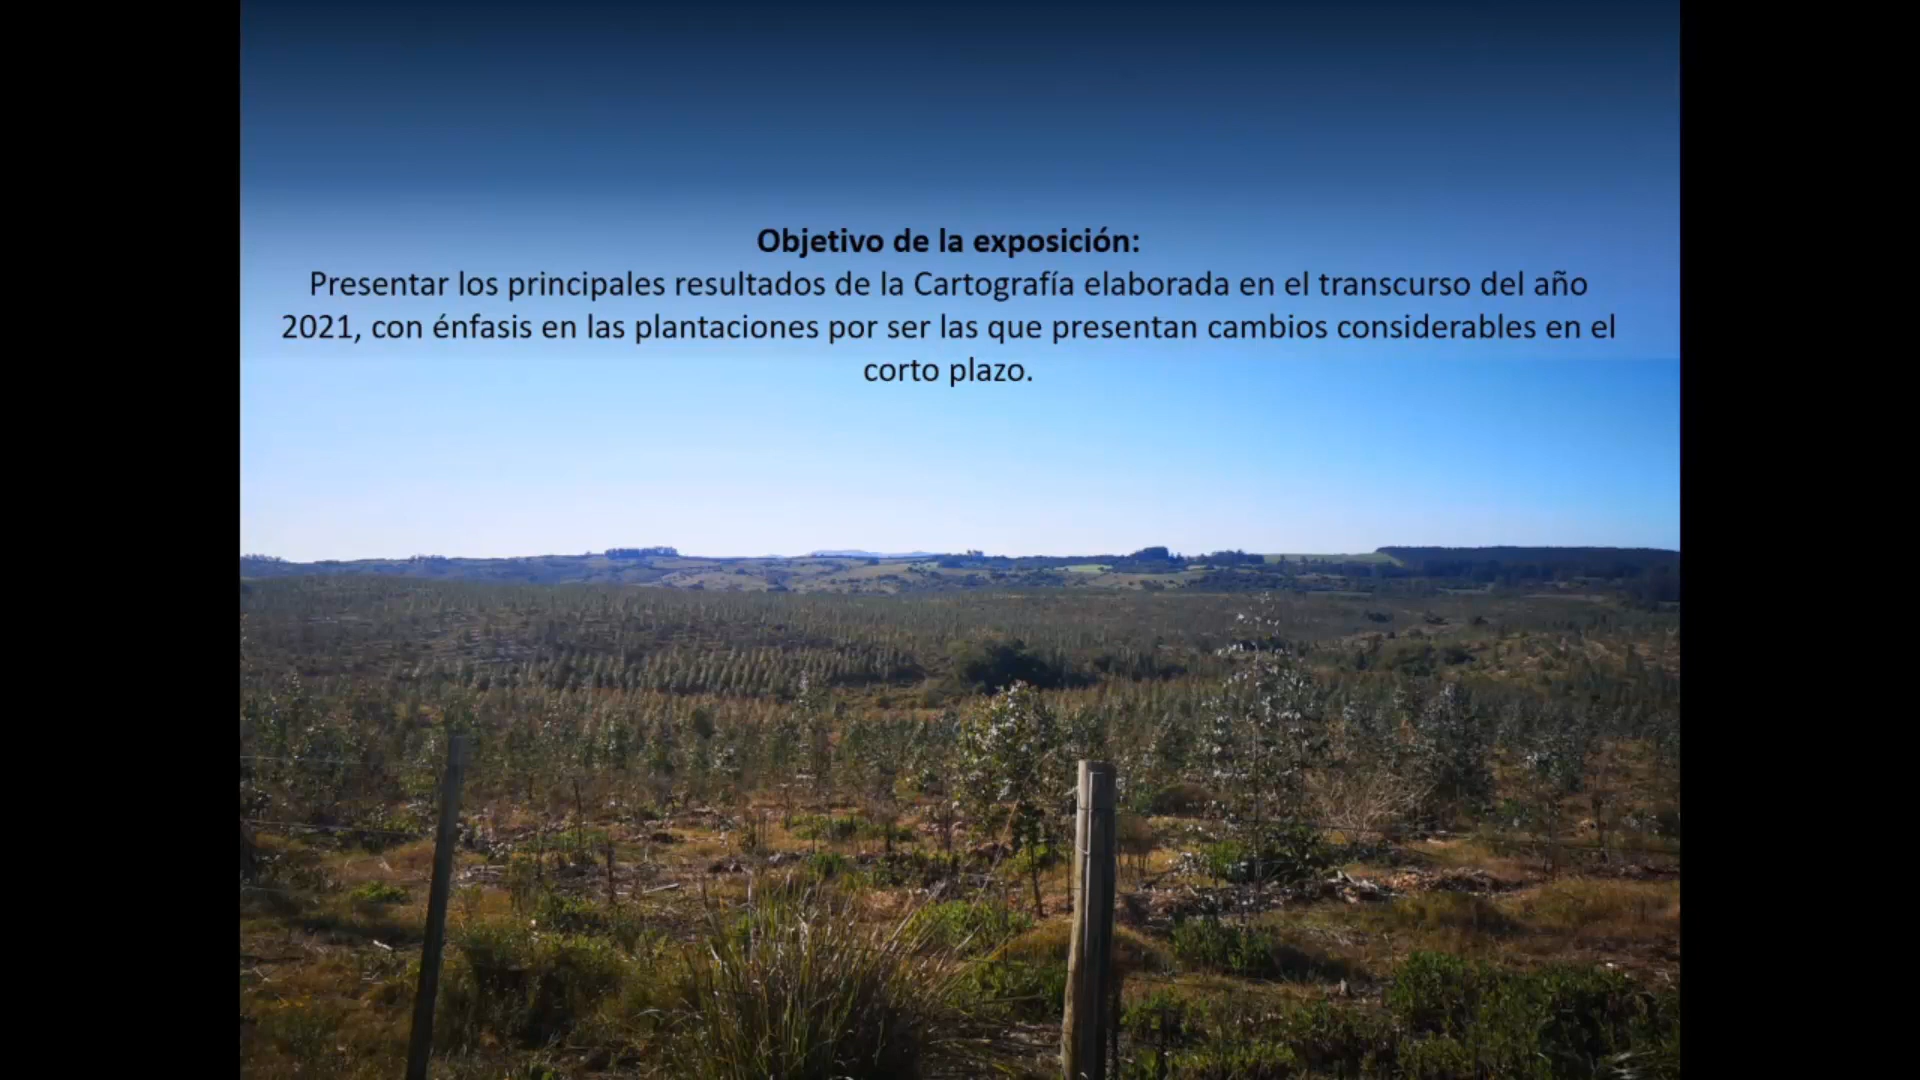 Objetivo de la exposición:
Presentar los principales resultados de la Cartografía elaborada en el transcurso del año
2021, con énfasis en las plantaciones por ser las que presentan cambios considerables en el
corto plazo.